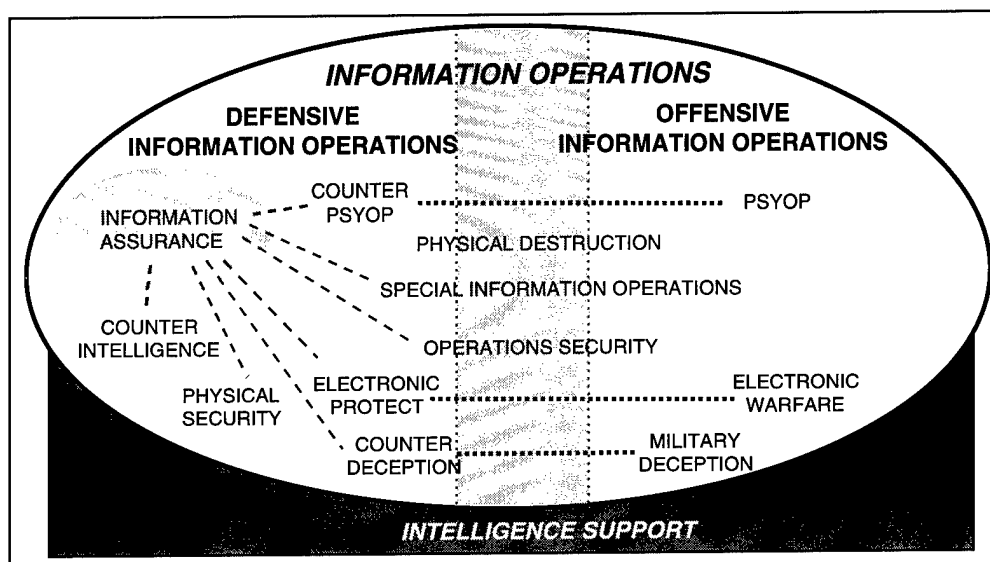 INFORMATION OPERATIONS
DEFENSIVE
INFORMATION OPERATIONS
OFFENSIVE
INFORMATION OPERATIONS
COUNTER
PSYOP
PSYOP
INFORMATION
ASSURANCE
PHYSICAL DESTRUCTION
SPECIAL INFORMATION OPERATIONS
COUNTER
INTELLIGENCE
OPERATIONS SECURITY
PHYSICAL
SECURITY
ELECTRONIC
PROTECT
ELECTRONIC
WARFARE
COUNTER
DECEPTION
MILITARY
DECEPTION
INTELLIGENCE SUPPORT